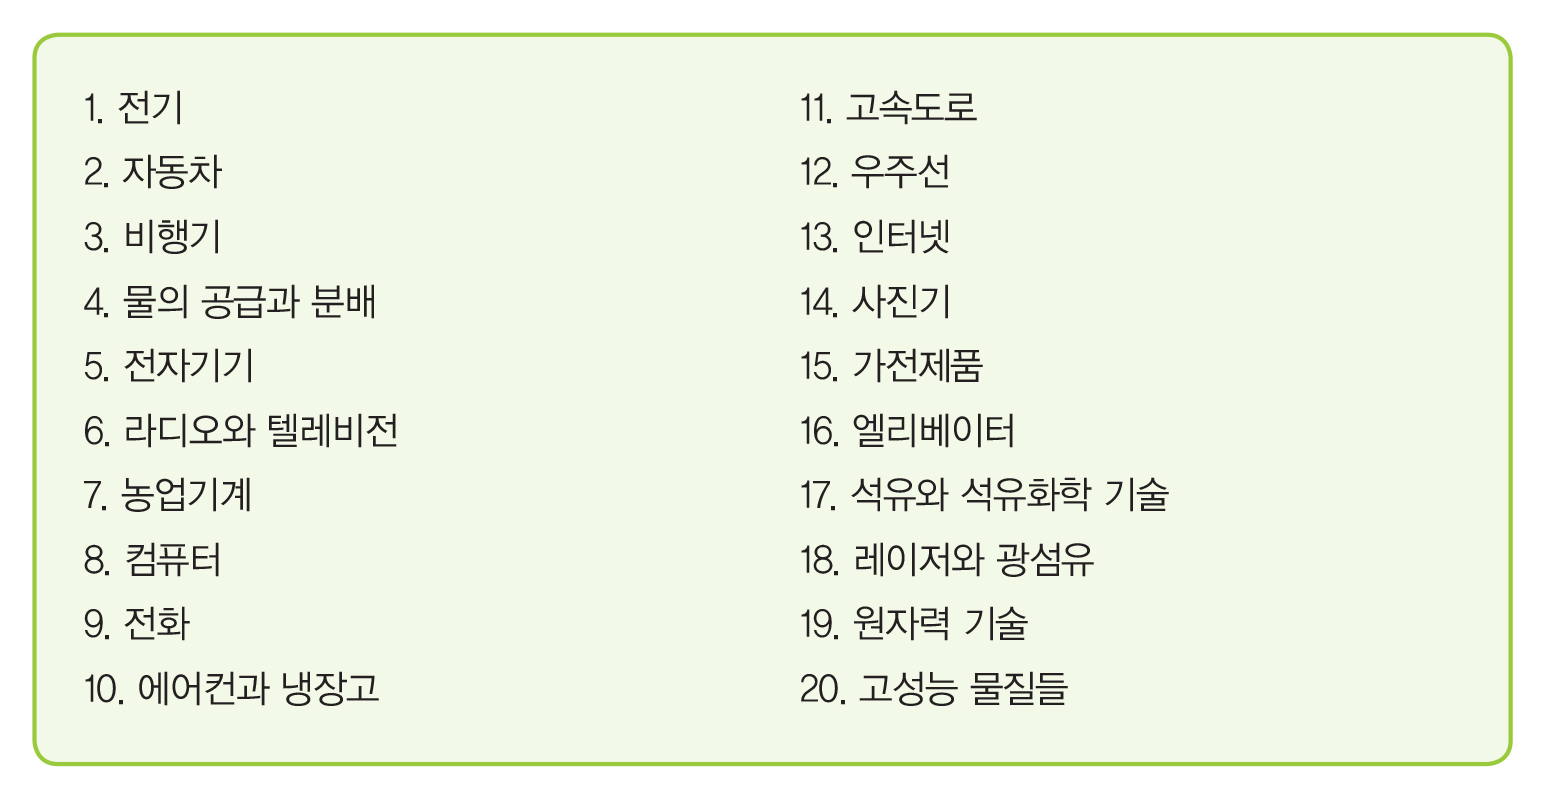 1. 전기
2. 자동차
3. 비행기
4. 물의 공급과 분배
5. 전자기기
6. 라디오와 텔레비전
7. 농업기계
8. 컴퓨터
9. 전화
10. 에어컨과 냉장고
11. 고속도로
12. 우주선
13. 인터넷
14. 사진기
15. 가전제품
16. 엘리베이터
17. 석유와 석유화학 기술
18. 레이저와 광섬유
19. 원자력 기술
20. 고성능 물질들